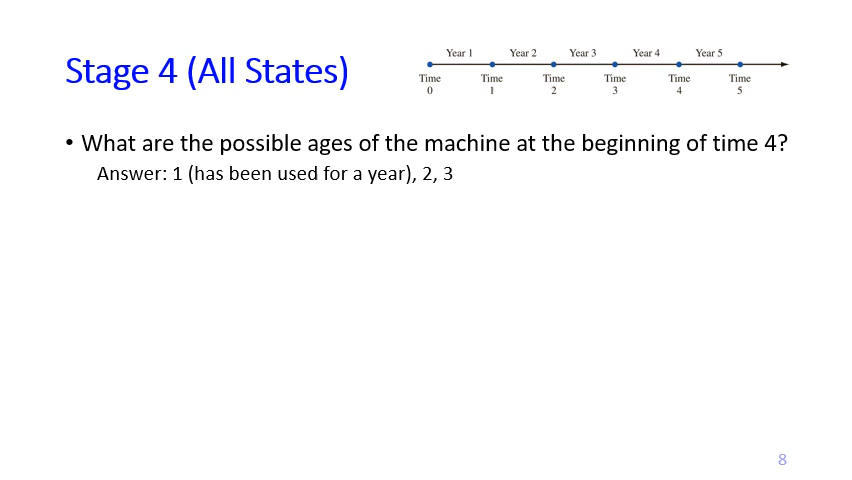 Stage 4 (All States)
Year 1 Year 2 Year 3 Year 4 Year 5
Time Time Time Time Time Time
0 1 2 3 4 5
• What are the possible ages of the machine at the beginning of time 4?
Answer: 1 (has been used for a year), 2, 3
8